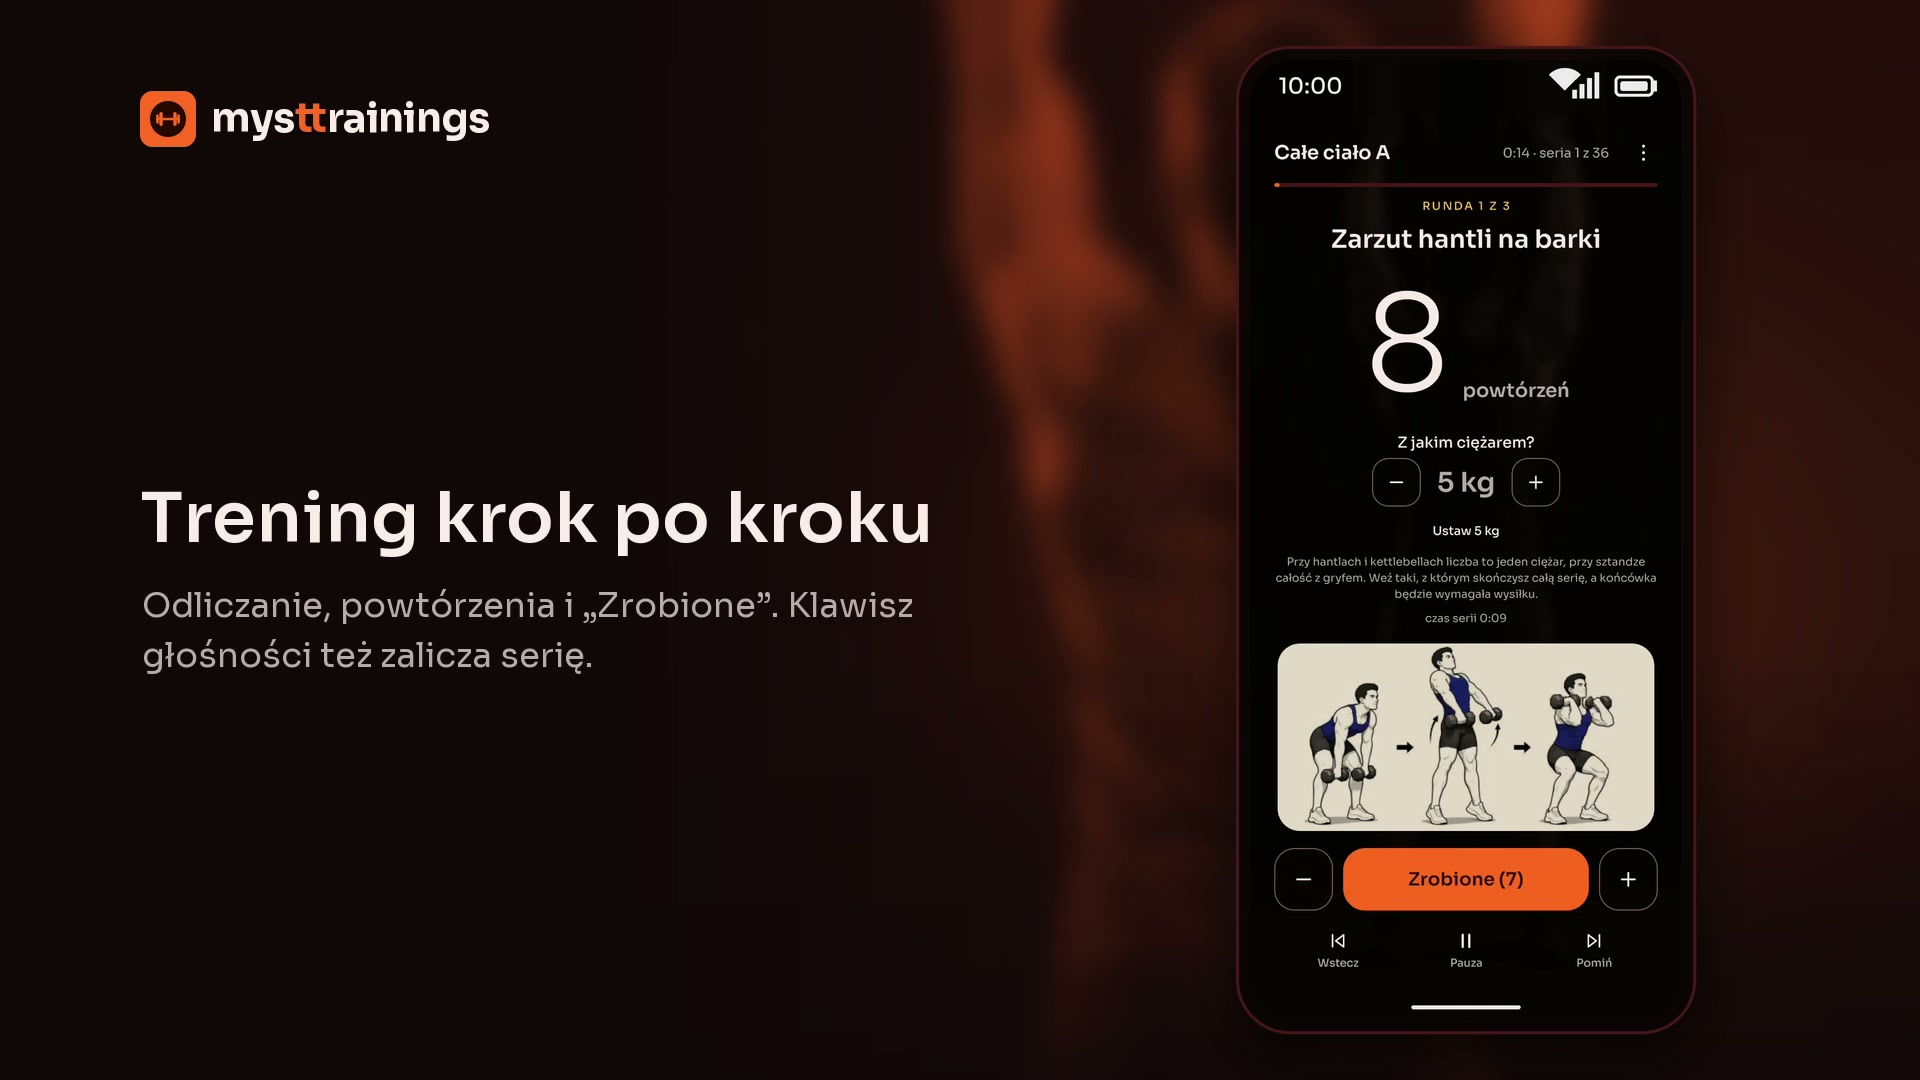 mysttrainings
Trening krok po kroku
Odliczanie, powtórzenia i „Zrobione”. Klawisz
głośności też zalicza serię.
10:00
Całe ciało A
0:14 · seria 1 z 36
RUNDA 1 Z 3
Zarzut hantli na barki
8 powtórzeń
Z jakim ciężarem?
− 5 kg +
Ustaw 5 kg
Przy hantlach i kettlebellach liczba to jeden ciężar, przy sztandze
całość z gryfem. Weź taki, z którym skończysz całą serię, a końcówka
będzie wymagała wysiłku.
czas serii 0:09
− Zrobione (7) +
Wstecz
Pauza
Pomiń